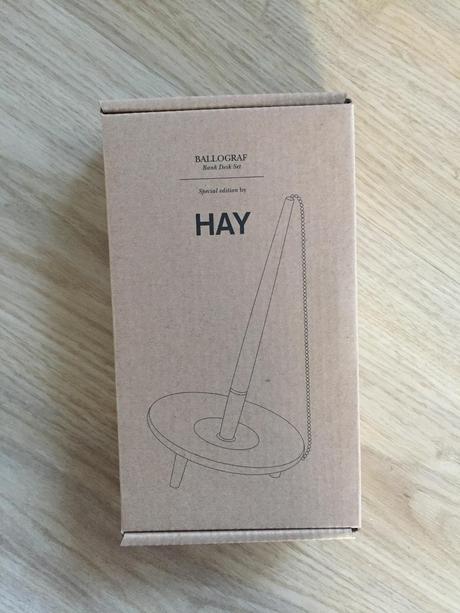 BALLOGRAF
Bank Desk Set
Special edition by
HAY